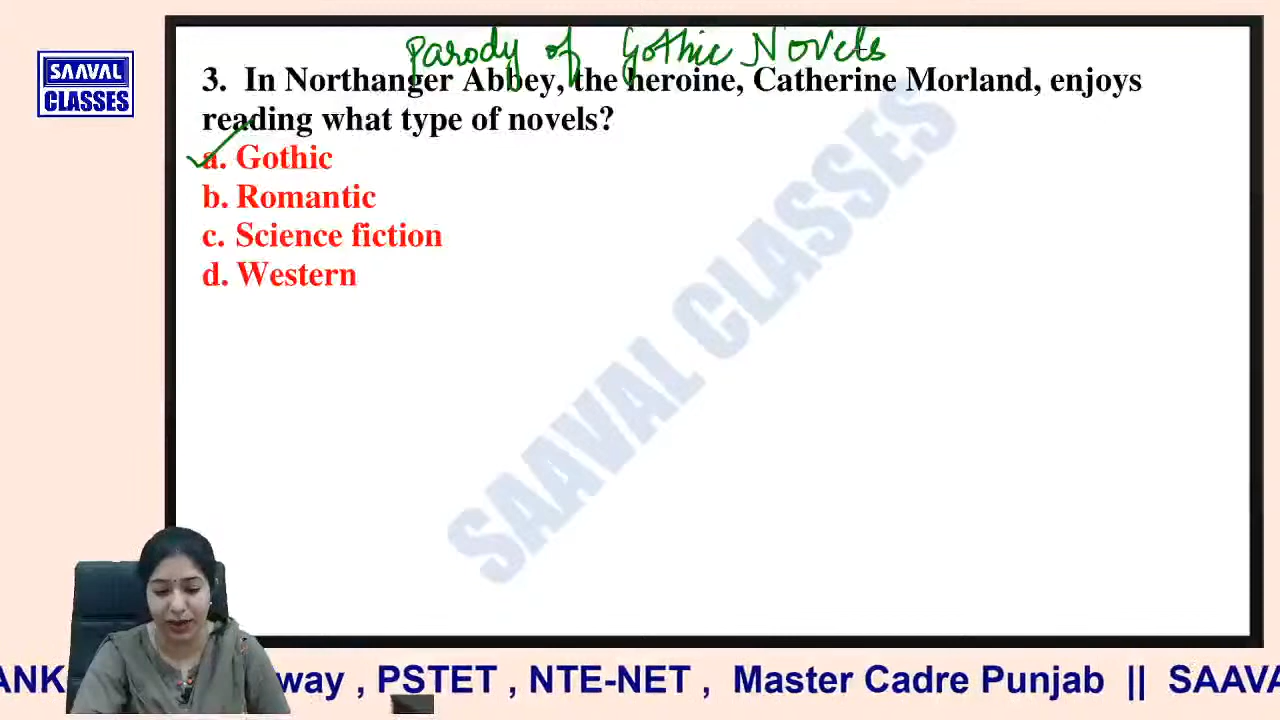 SAAVAL
CLASSES
Parody of Gothic Novels
3. In Northanger Abbey, the heroine, Catherine Morland, enjoys
reading what type of novels?
a. Gothic
b. Romantic
c. Science fiction
d. Western
SAAVAL CLASSES
ANK way , PSTET , NTE-NET , Master Cadre Punjab || SAAVA